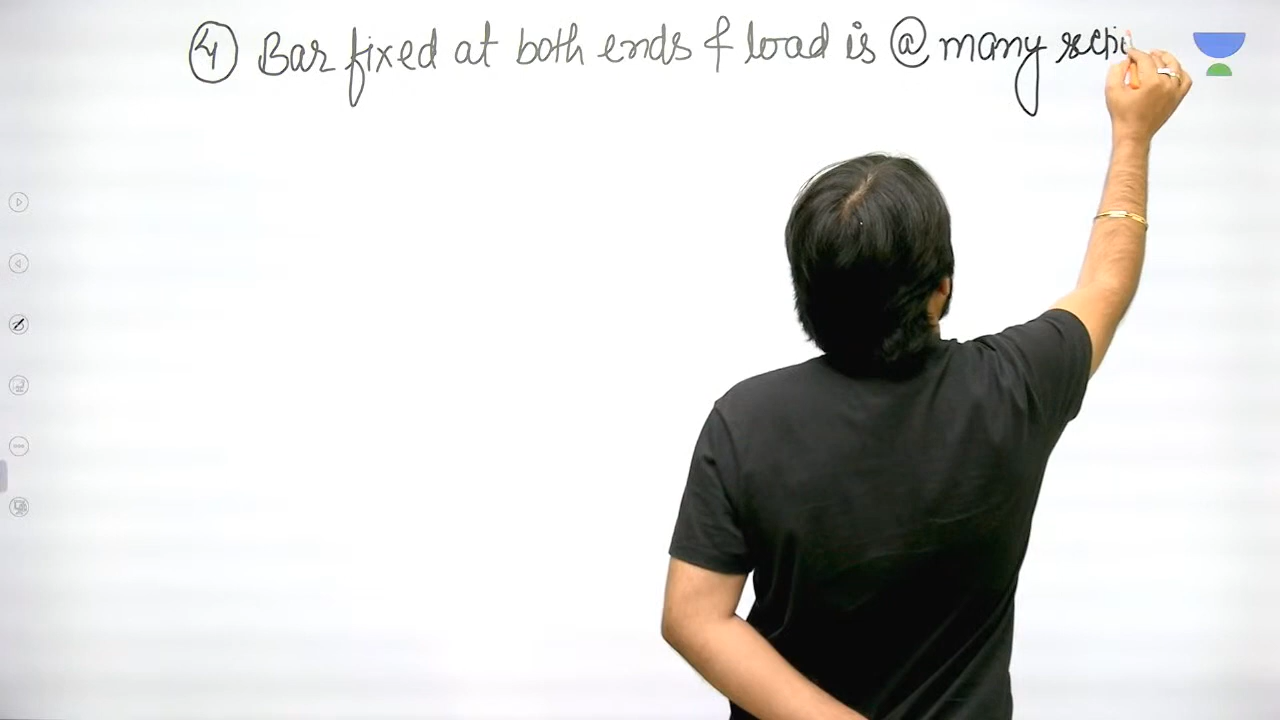 ④ Bar fixed at both ends & load is @ many